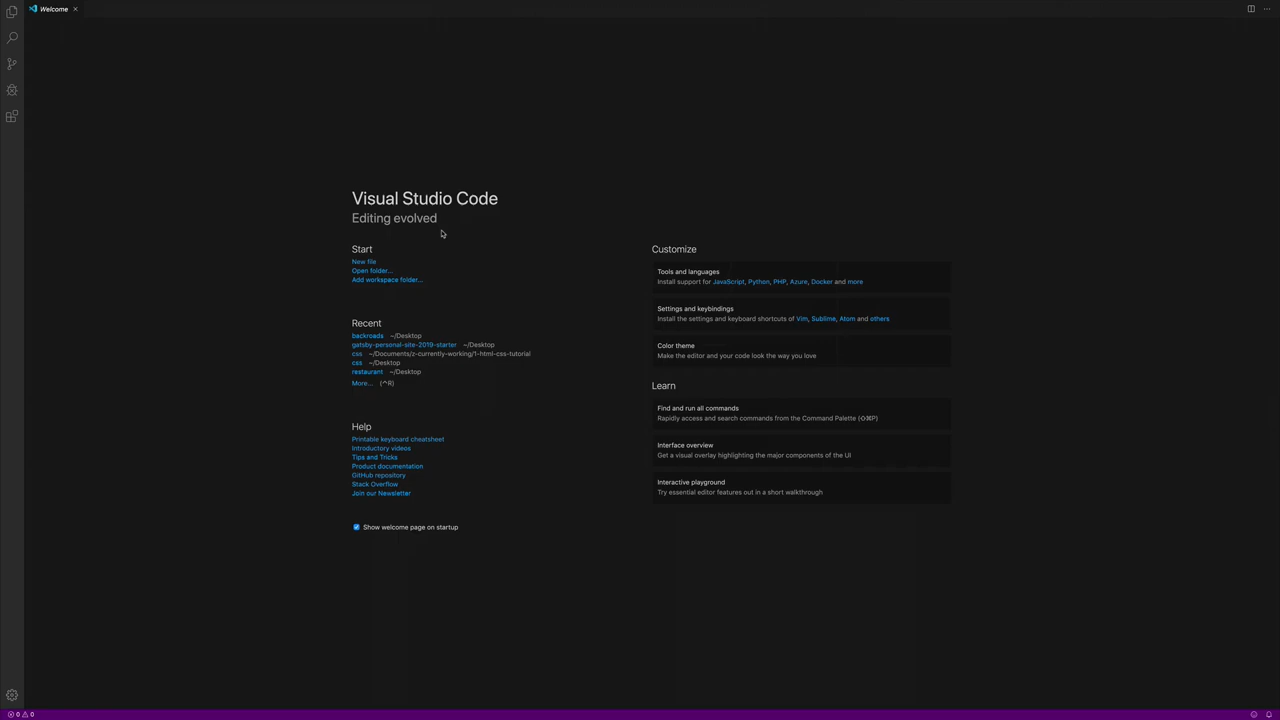 Welcome
Visual Studio Code
Editing evolved
Start
New file
Open folder...
Add workspace folder...
Recent
backroads ~/Desktop
gatsby-personal-site-2019-starter ~/Desktop
css ~/Documents/z-currently-working/1-html-css-tutorial
css ~/Desktop
restaurant ~/Desktop
More... (^R)
Help
Printable keyboard cheatsheet
Introductory videos
Tips and Tricks
Product documentation
GitHub repository
Stack Overflow
Join our Newsletter
Show welcome page on startup
Customize
Tools and languages
Install support for JavaScript, Python, PHP, Azure, Docker and more
Settings and keybindings
Install the settings and keyboard shortcuts of Vim, Sublime, Atom and others
Color theme
Make the editor and your code look the way you love
Learn
Find and run all commands
Rapidly access and search commands from the Command Palette (⇧⌘P)
Interface overview
Get a visual overlay highlighting the major components of the UI
Interactive playground
Try essential editor features out in a short walkthrough
0 0